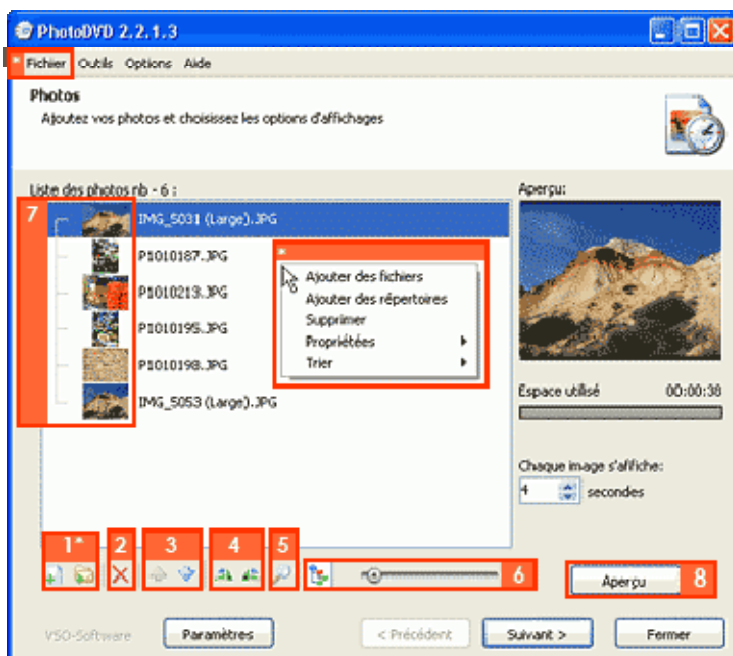 PhotoDVD 2.2.1.3
* Fichier Outils Options Aide
Photos
Ajoutez vos photos et choisissez les options d'affichages
Liste des photos nb - 6 :
Aperçu:
7
IMG_5031 (Large).JPG
P1010187.JPG
P1010213.JPG
P1010195.JPG
P1010198.JPG
IMG_5053 (Large).JPG
*
Ajouter des fichiers
Ajouter des répertoires
Supprimer
Propriétées
Trier
Espace utilisé 00:00:38
Chaque image s'affiche:
4 secondes
1* 2 3 4 5 6
Aperçu 8
VSO-Software Paramètres < Précédent Suivant > Fermer